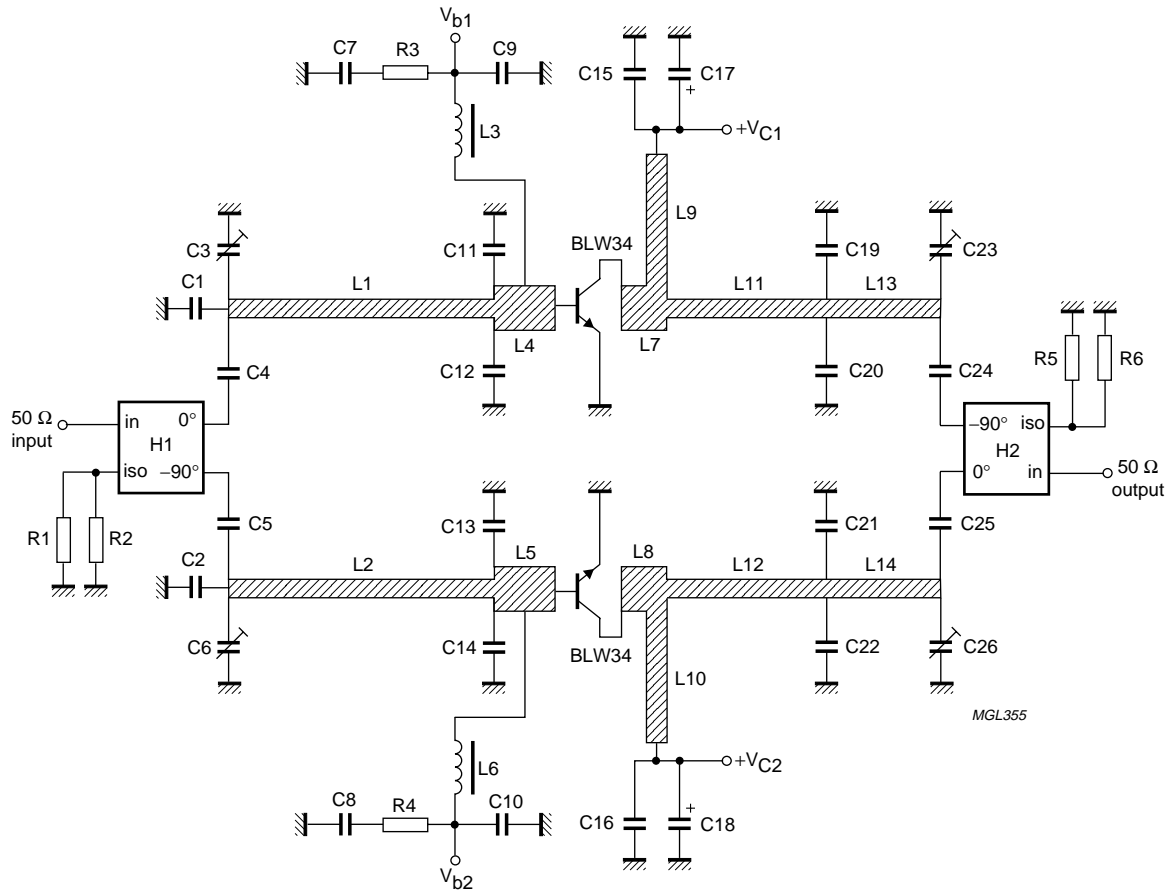 Vb1
C7
R3
C9
C15
C17
+
L3
+VC1
L9
C3
C11
BLW34
C19
C23
C1
L1
L11
L13
L4
L7
C4
C12
C20
C24
R5
R6
50 Ω
input
in
0°
H1
iso
−90°
−90°
iso
H2
0°
in
50 Ω
output
R1
R2
C5
C13
C21
C25
C2
L2
L5
L8
L12
L14
C6
C14
BLW34
C22
C26
L10
MGL355
L6
+VC2
C8
R4
C10
C16
+
C18
Vb2